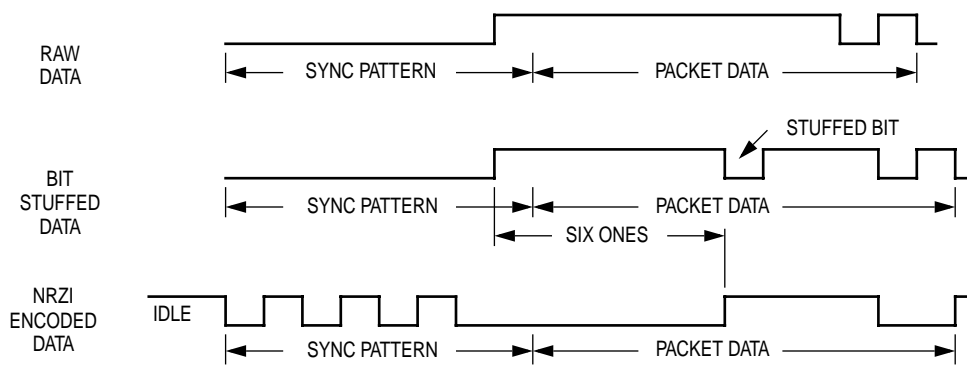 RAW
DATA
SYNC PATTERN
PACKET DATA
STUFFED BIT
BIT
STUFFED
DATA
SYNC PATTERN
PACKET DATA
SIX ONES
NRZI
ENCODED
DATA
IDLE
SYNC PATTERN
PACKET DATA